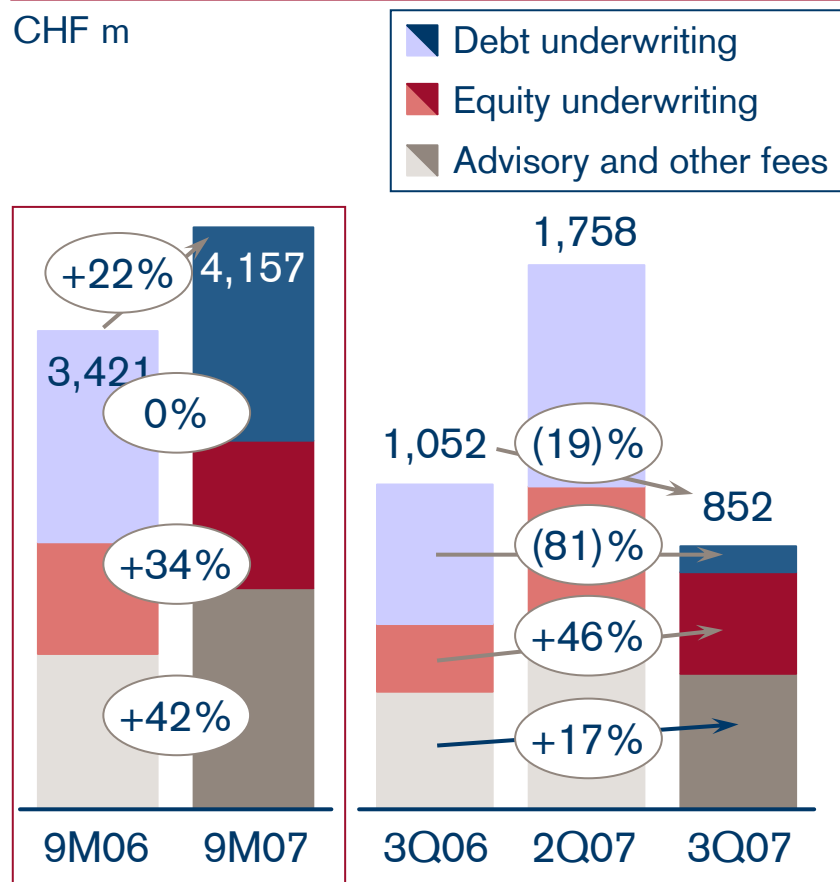 CHF m
Debt underwriting
Equity underwriting
Advisory and other fees
1,758
+22%
4,157
3,421
0%
1,052
(19)%
852
(81)%
+34%
+46%
+42%
+17%
9M06 9M07 3Q06 2Q07 3Q07